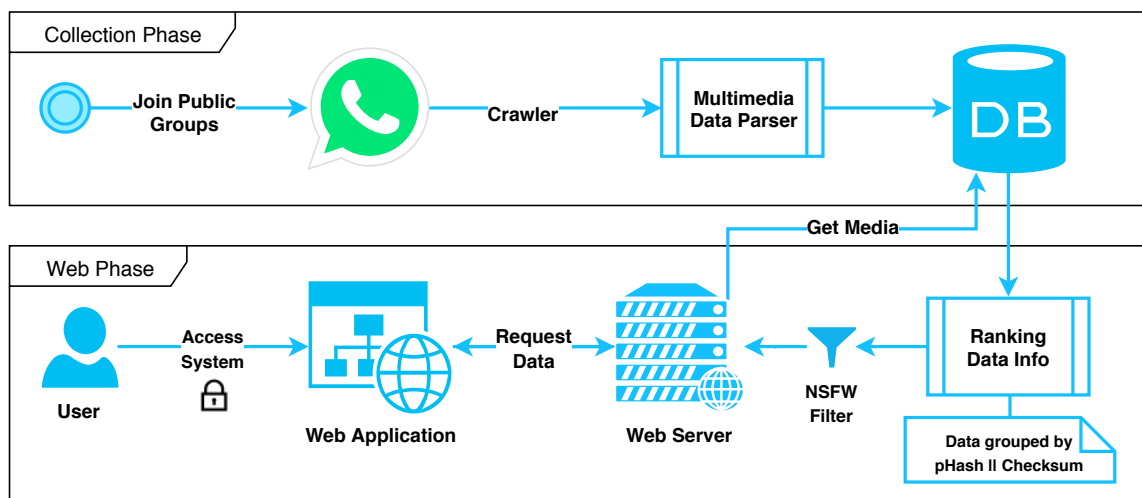 Collection Phase
Join Public
Groups
Crawler
Multimedia
Data Parser
DB
Get Media
Web Phase
User
Access
System
Web Application
Request
Data
Web Server
NSFW
Filter
Ranking
Data Info
Data grouped by
pHash || Checksum